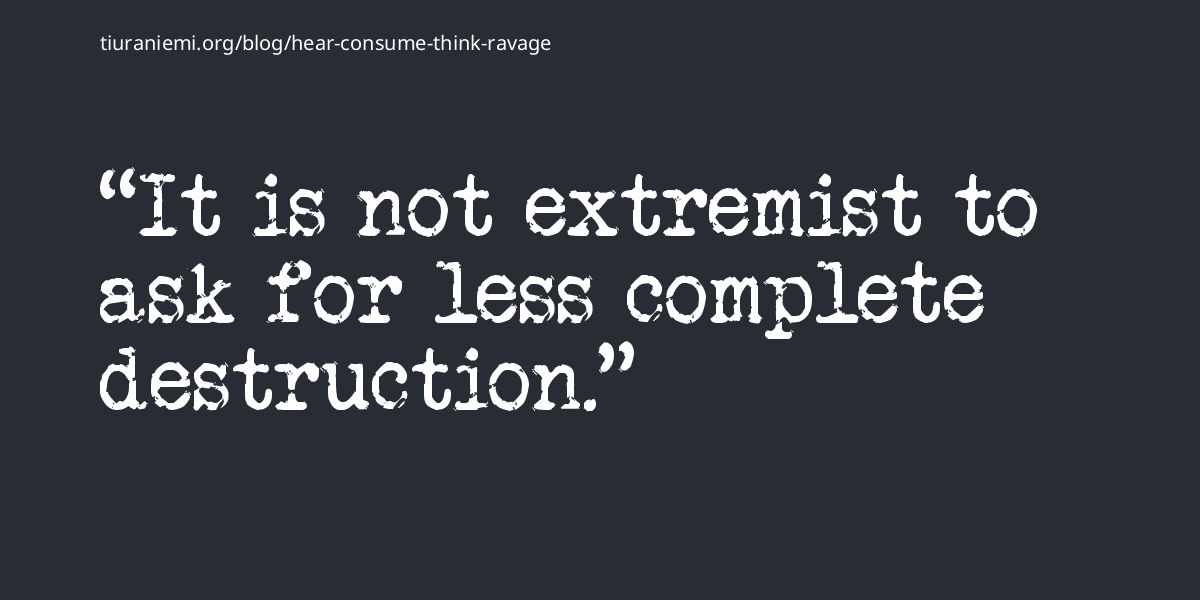 tiuraniemi.org/blog/hear-consume-think-ravage
“It is not extremist to
ask for less complete
destruction.”